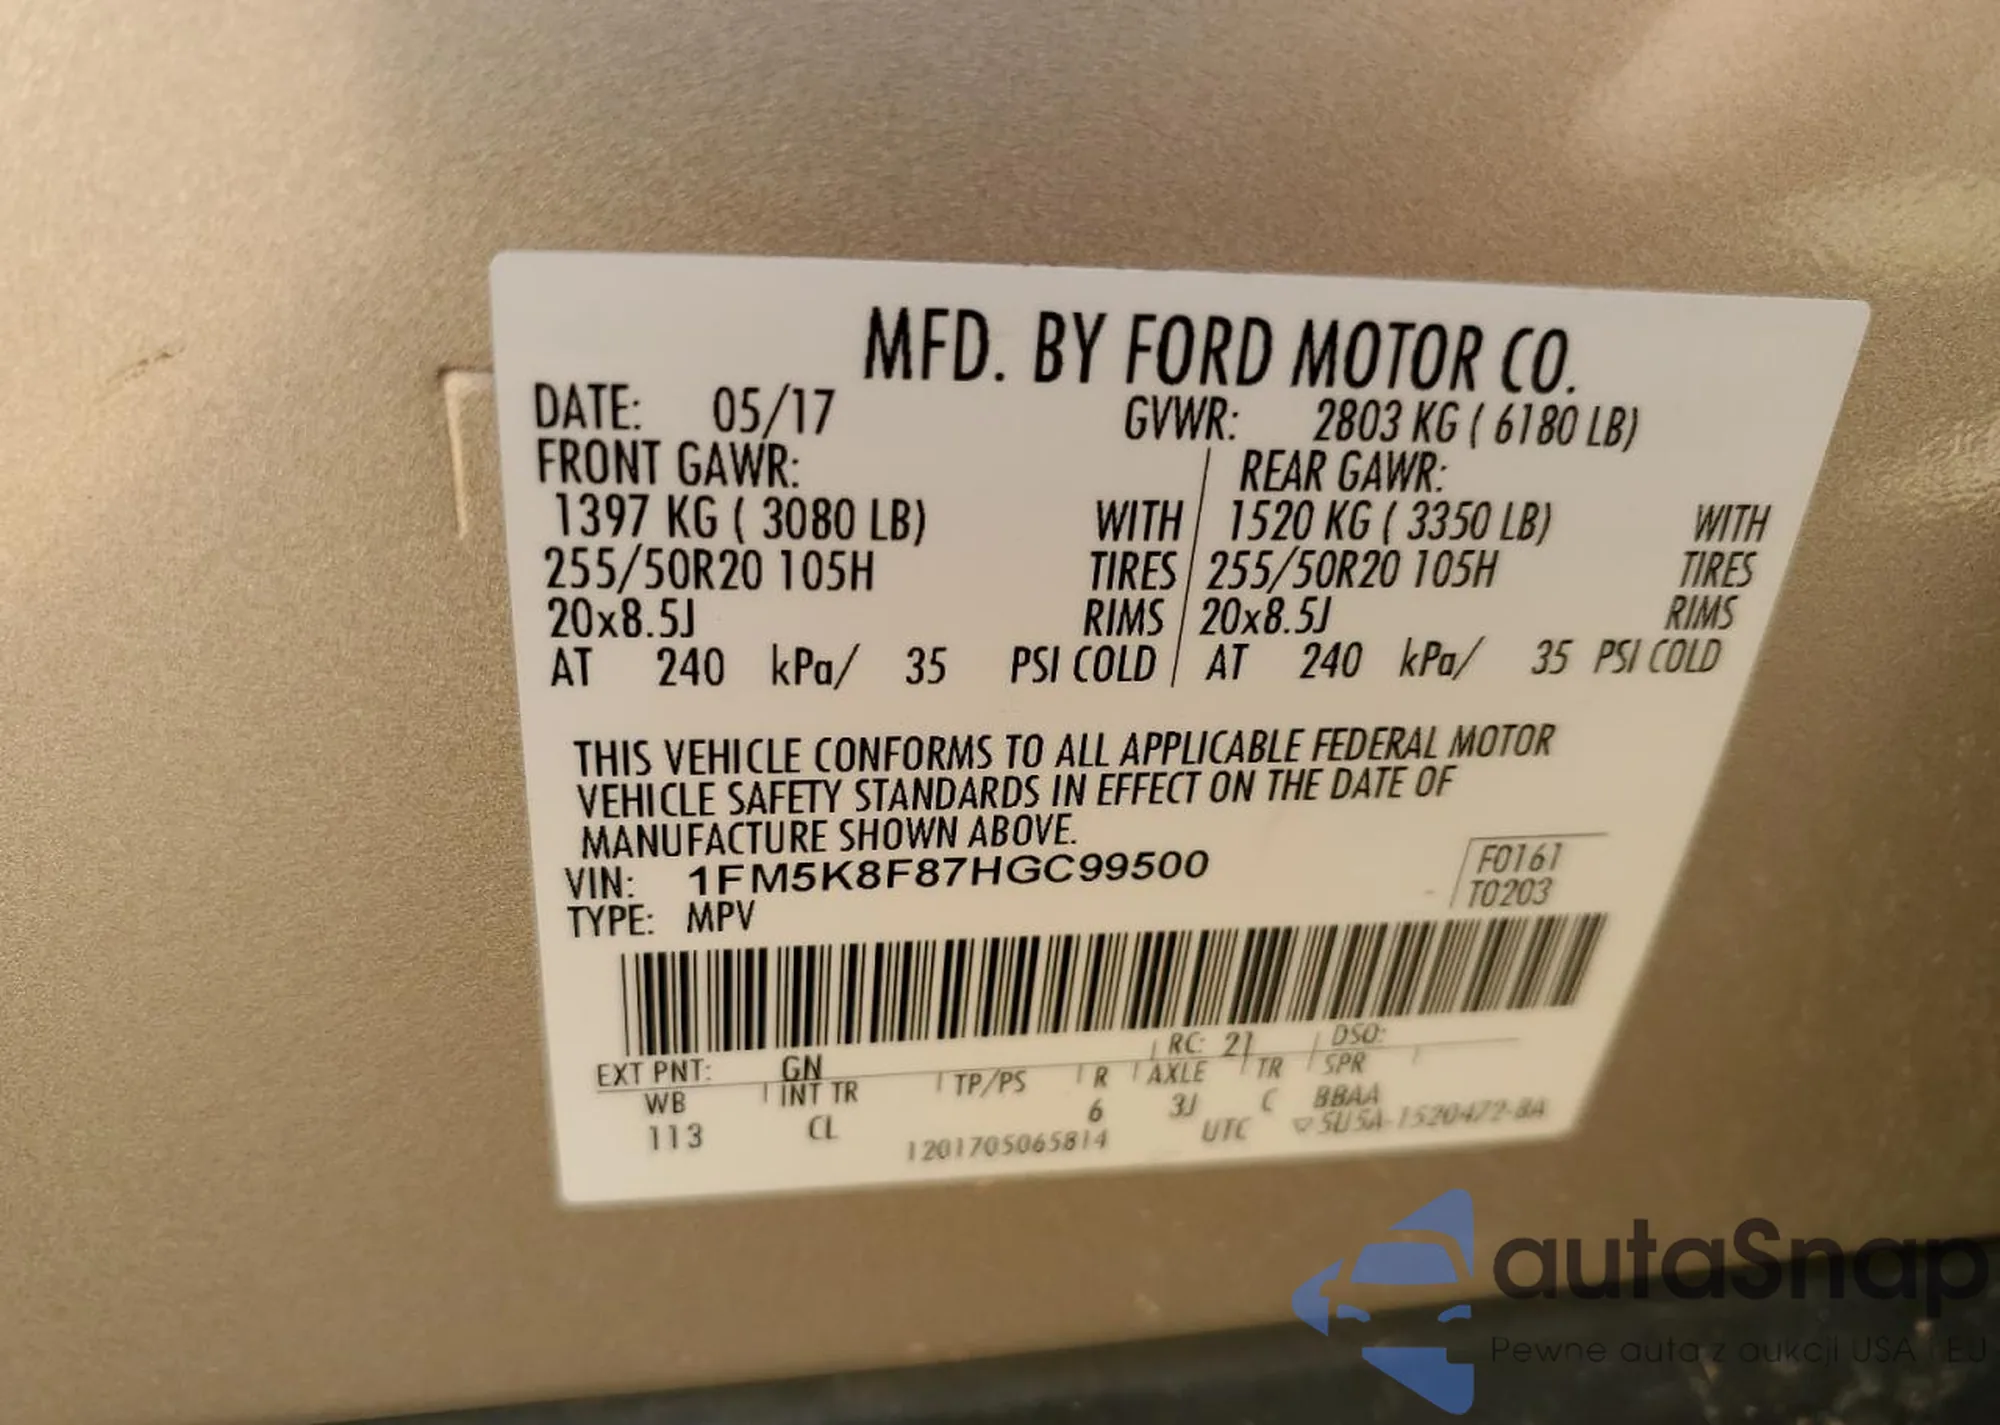 MFD. BY FORD MOTOR CO.
DATE: 05/17 GVWR: 2803 KG ( 6180 LB)
FRONT GAWR: REAR GAWR:
1397 KG ( 3080 LB) WITH 1520 KG ( 3350 LB) WITH
255/50R20 105H TIRES 255/50R20 105H TIRES
20x8.5J RIMS 20x8.5J RIMS
AT 240 kPa/ 35 PSI COLD AT 240 kPa/ 35 PSI COLD
THIS VEHICLE CONFORMS TO ALL APPLICABLE FEDERAL MOTOR
VEHICLE SAFETY STANDARDS IN EFFECT ON THE DATE OF
MANUFACTURE SHOWN ABOVE.
VIN: 1FM5K8F87HGC99500
F0161
TYPE: MPV
T0203
EXT PNT: GN RC: 21 DSO:
WB INT TR TP/PS R AXLE TR SPR
113 CL 6 3J C BBAA
1201705065814 UTC ▽5U5A-1520472-BA
autaSnap
Pewne auta z aukcji USA i EU